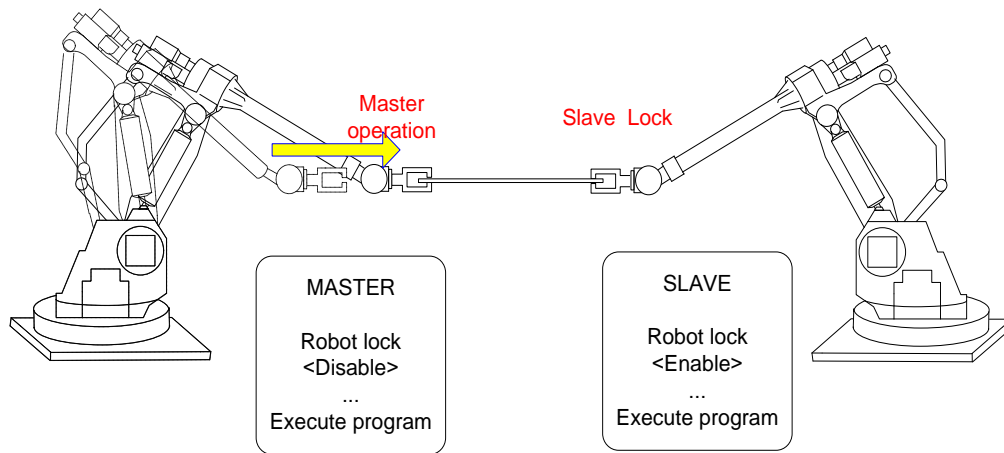 Master
operation
Slave Lock
MASTER
Robot lock
<Disable>
...
Execute program
SLAVE
Robot lock
<Enable>
...
Execute program